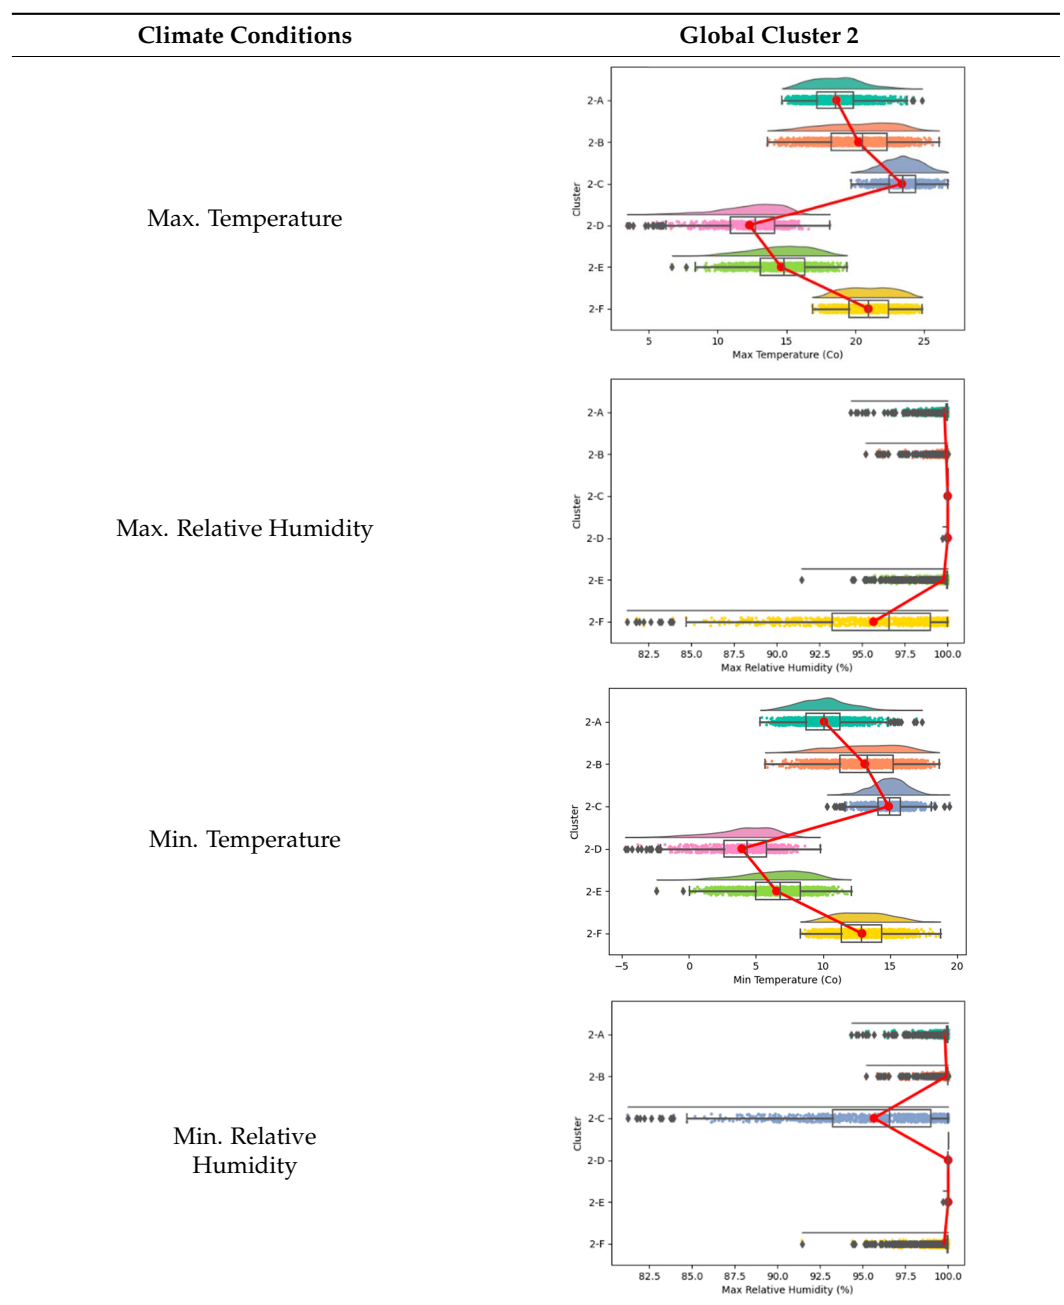 Climate Conditions Global Cluster 2
Max. Temperature
Cluster
2-A
2-B
2-C
2-D
2-E
2-F
5 10 15 20 25
Max Temperature (Co)
Max. Relative Humidity
Cluster
2-A
2-B
2-C
2-D
2-E
2-F
82.5 85.0 87.5 90.0 92.5 95.0 97.5 100.0
Max Relative Humidity (%)
Min. Temperature
Cluster
2-A
2-B
2-C
2-D
2-E
2-F
−5 0 5 10 15 20
Min Temperature (Co)
Min. Relative
Humidity
Cluster
2-A
2-B
2-C
2-D
2-E
2-F
82.5 85.0 87.5 90.0 92.5 95.0 97.5 100.0
Max Relative Humidity (%)